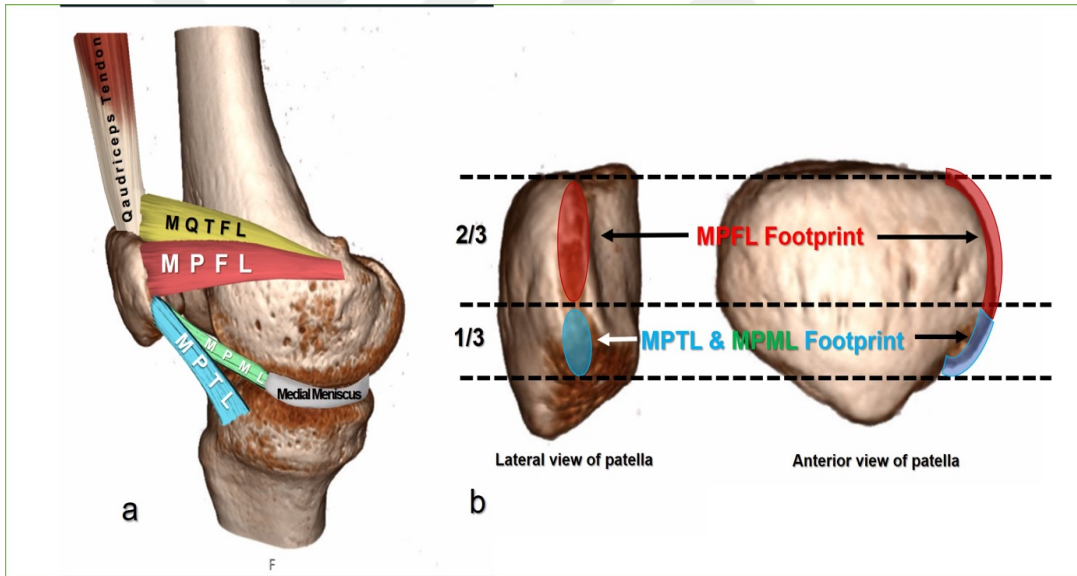 Qaudriceps Tendon
MQTFL
MPFL
MPML
MPTL
Medial Meniscus
a
F
2/3
MPFL Footprint
1/3
MPTL & MPML Footprint
Lateral view of patella
Anterior view of patella
b